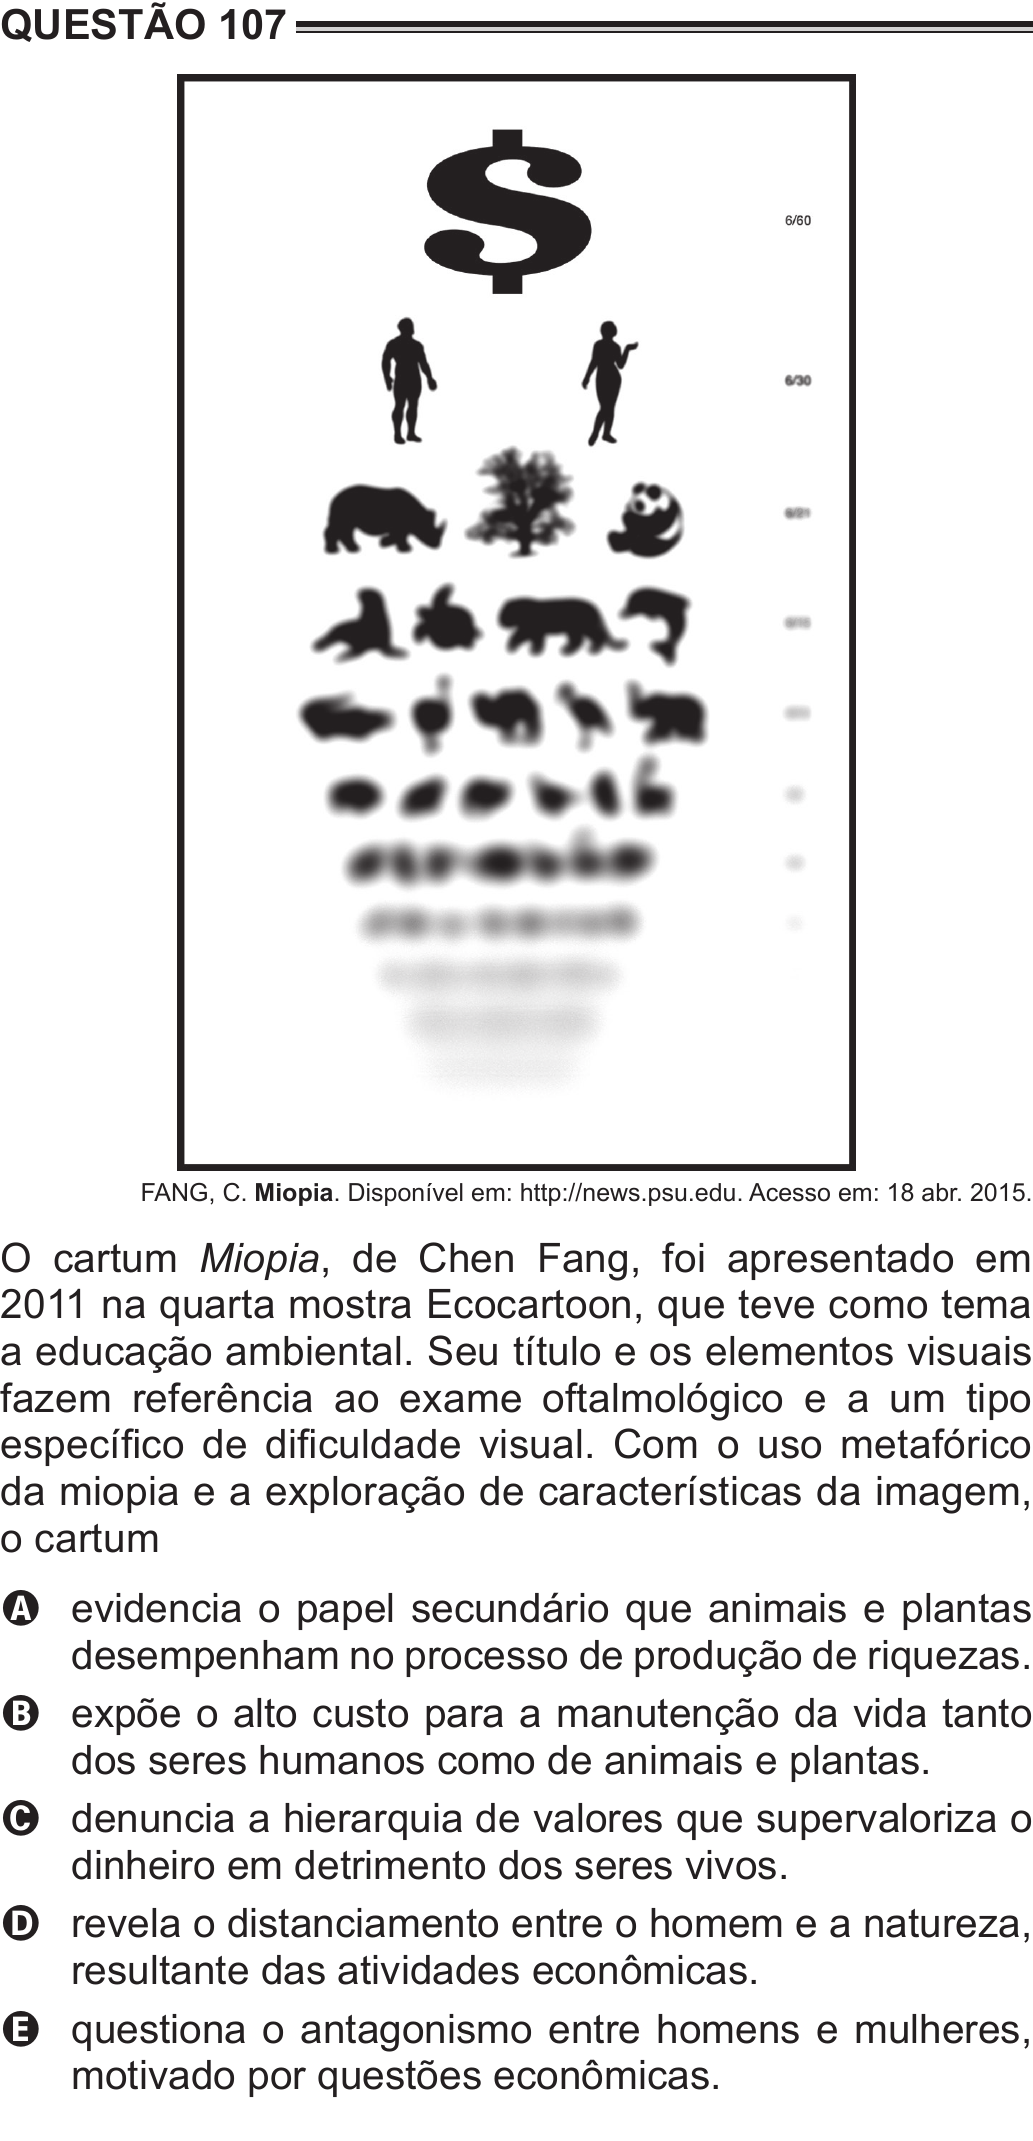 QUESTÃO 107
$
6/60
6/30
6/21
FANG, C. Miopia. Disponível em: http://news.psu.edu. Acesso em: 18 abr. 2015.
O cartum Miopia, de Chen Fang, foi apresentado em
2011 na quarta mostra Ecocartoon, que teve como tema
a educação ambiental. Seu título e os elementos visuais
fazem referência ao exame oftalmológico e a um tipo
específico de dificuldade visual. Com o uso metafórico
da miopia e a exploração de características da imagem,
o cartum
A evidencia o papel secundário que animais e plantas
desempenham no processo de produção de riquezas.
B expõe o alto custo para a manutenção da vida tanto
dos seres humanos como de animais e plantas.
C denuncia a hierarquia de valores que supervaloriza o
dinheiro em detrimento dos seres vivos.
D revela o distanciamento entre o homem e a natureza,
resultante das atividades econômicas.
E questiona o antagonismo entre homens e mulheres,
motivado por questões econômicas.